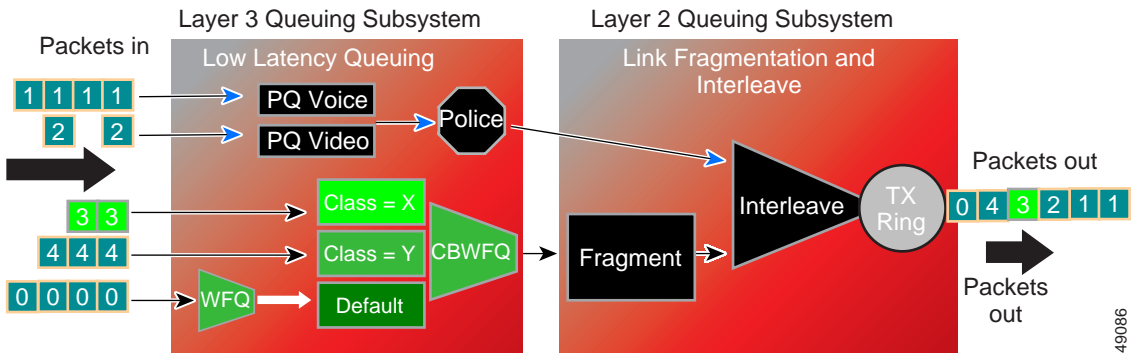 Layer 3 Queuing Subsystem
Layer 2 Queuing Subsystem
Packets in
Low Latency Queuing
Link Fragmentation and
Interleave
1 1 1 1
PQ Voice
2 2
PQ Video
Police
3 3
Class = X
4 4 4
Class = Y
CBWFQ
0 0 0 0
WFQ
Default
Fragment
Interleave
TX
Ring
Packets out
0 4 3 2 1 1
Packets
out
49086